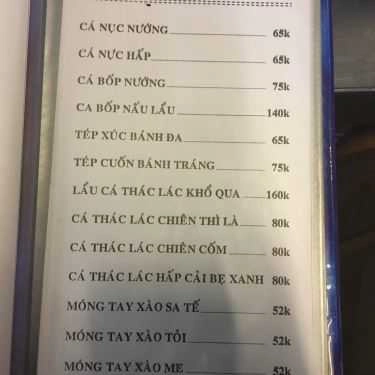 CÁ NỤC NƯỚNG 65k
CÁ NỰC HẤP 65k
CÁ BỐP NƯỚNG 75k
CA BỐP NẤU LẨU 140k
TÉP XÚC BÁNH ĐA 65k
TÉP CUỐN BÁNH TRÁNG 75k
LẨU CÁ THÁC LÁC KHỔ QUA 160k
CÁ THÁC LÁC CHIÊN THÌ LÀ 80k
CÁ THÁC LÁC CHIÊN CỐM 80k
CÁ THÁC LÁC HẤP CẢI BẸ XANH 80k
MÓNG TAY XÀO SA TẾ 52k
MÓNG TAY XÀO TỎI 52k
MÓNG TAY XÀO ME 52k